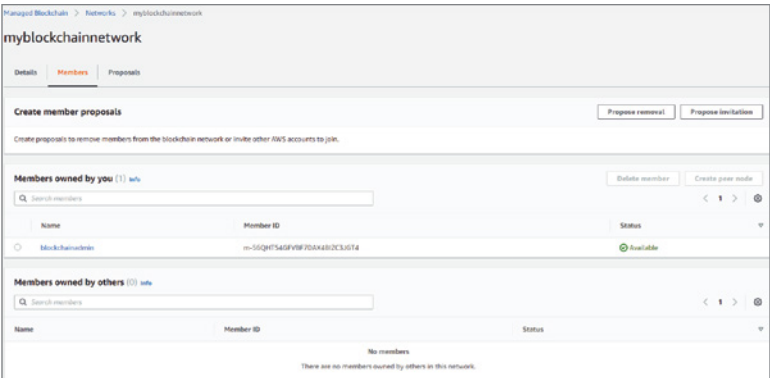 Managed Blockchain > Networks > myblockchainnetwork
myblockchainnetwork
Details Members Proposals
Create member proposals Propose removal Propose invitation
Create proposals to remove members from the blockchain network or invite other AWS accounts to join.
Members owned by you (1) Info Delete member Create peer node
Search members < 1 >
Name Member ID Status
blockchainadmin Available
Members owned by others (0) Info
Search members < 1 >
Name Member ID Status
No members
There are no members owned by others in this network.